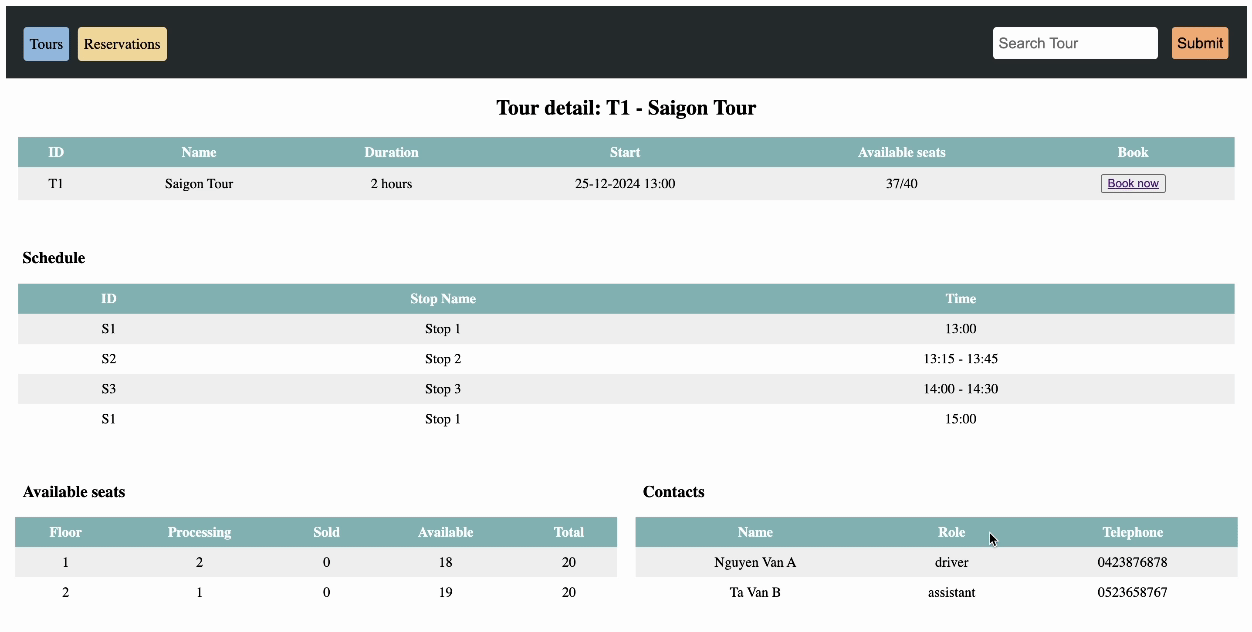 Tours Reservations Search Tour Submit
Tour detail: T1 - Saigon Tour
ID Name Duration Start Available seats Book
T1 Saigon Tour 2 hours 25-12-2024 13:00 37/40 Book now
Schedule
ID Stop Name Time
S1 Stop 1 13:00
S2 Stop 2 13:15 - 13:45
S3 Stop 3 14:00 - 14:30
S1 Stop 1 15:00
Available seats
Floor Processing Sold Available Total
1 2 0 18 20
2 1 0 19 20
Contacts
Name Role Telephone
Nguyen Van A driver 0423876878
Ta Van B assistant 0523658767